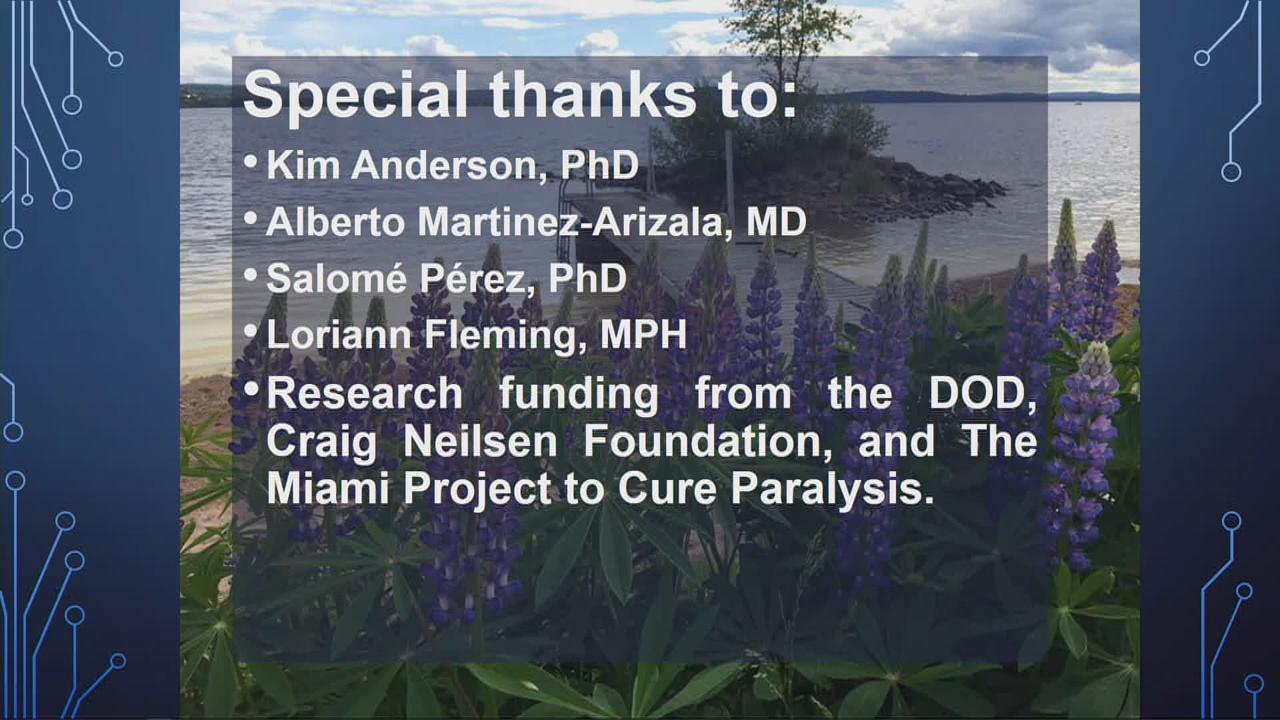 Special thanks to:
• Kim Anderson, PhD
• Alberto Martinez-Arizala, MD
• Salomé Pérez, PhD
• Loriann Fleming, MPH
• Research funding from the DOD,
Craig Neilsen Foundation, and The
Miami Project to Cure Paralysis.